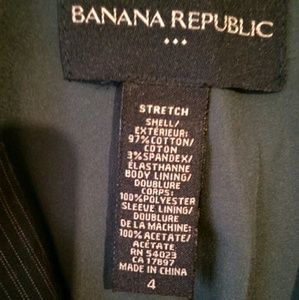 BANANA REPUBLIC
STRETCH
SHELL/
EXTÉRIEUR:
97% COTTON/
COTON
3% SPANDEX/
ÉLASTHANNE
BODY LINING/
DOUBLURE
CORPS:
100% POLYESTER
SLEEVE LINING/
DOUBLURE
DE LA MACHINE:
100% ACETATE/
ACÉTATE
RN 54023
CA 17897
MADE IN CHINA
4